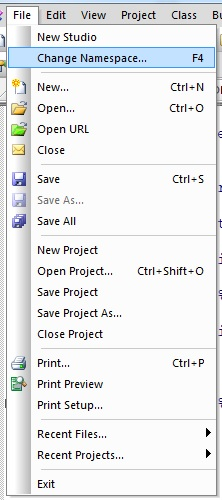 File Edit View Project Class
New Studio
Change Namespace... F4
New... Ctrl+N
Open... Ctrl+O
Open URL
Close
Save Ctrl+S
Save As...
Save All
New Project
Open Project... Ctrl+Shift+O
Save Project
Save Project As...
Close Project
Print... Ctrl+P
Print Preview
Print Setup...
Recent Files...
Recent Projects...
Exit